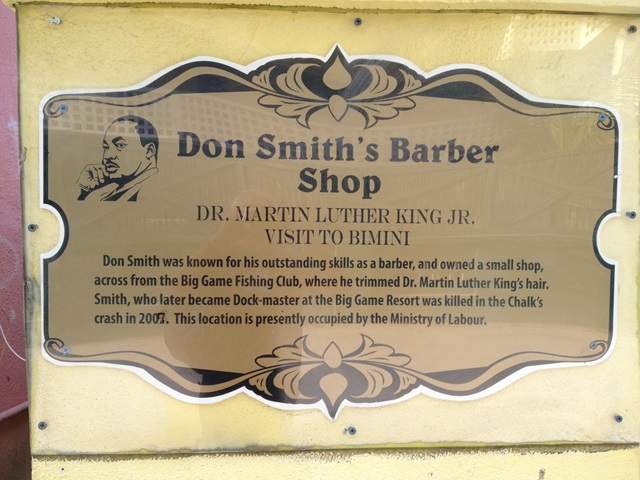 Don Smith's Barber
Shop
DR. MARTIN LUTHER KING JR.
VISIT TO BIMINI
Don Smith was known for his outstanding skills as a barber, and owned a small shop,
across from the Big Game Fishing Club, where he trimmed Dr. Martin Luther King's hair.
Smith, who later became Dock-master at the Big Game Resort was killed in the Chalk's
crash in 2007. This location is presently occupied by the Ministry of Labour.